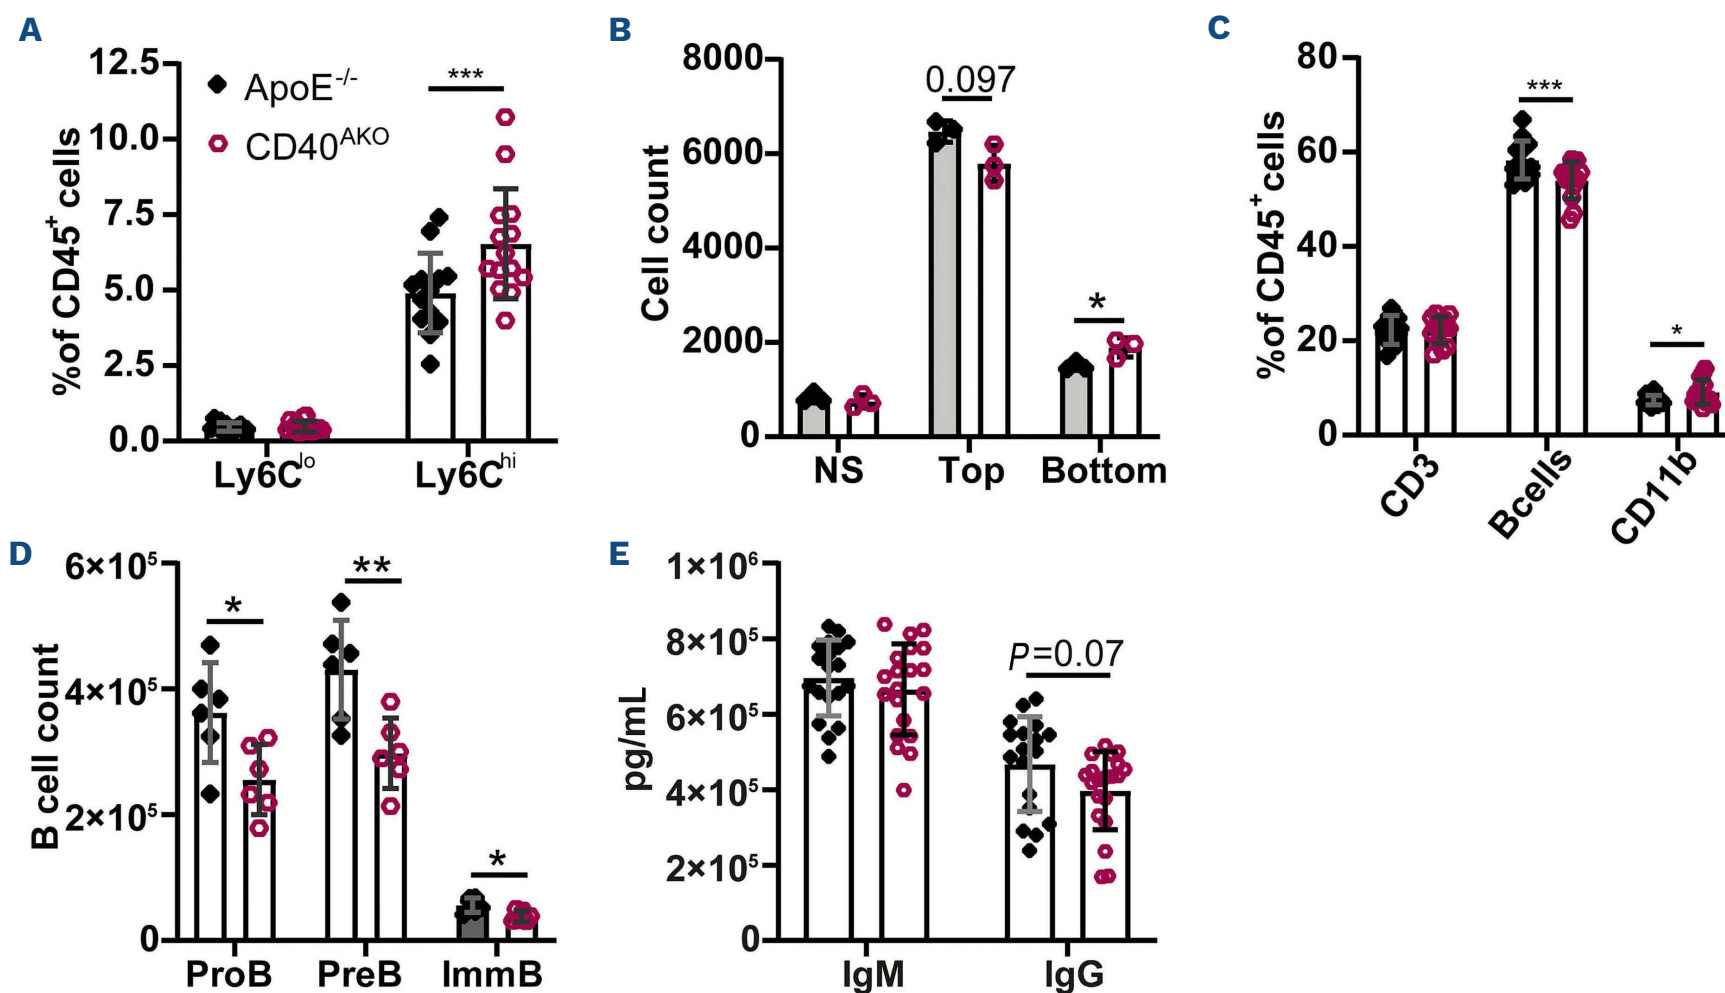 A
%of CD45⁺ cells
12.5
10.0
7.5
5.0
2.5
0.0
ApoE⁻/⁻
CD40ᴬᴷᴼ
***
Ly6Cˡᵒ
Ly6Cʰⁱ
B
Cell count
8000
6000
4000
2000
0
0.097
*
NS
Top
Bottom
C
%of CD45⁺ cells
80
60
40
20
0
***
*
CD3
Bcells
CD11b
D
B cell count
6×10⁵
4×10⁵
2×10⁵
0
*
**
*
ProB
PreB
ImmB
E
pg/mL
1×10⁶
8×10⁵
6×10⁵
4×10⁵
2×10⁵
0
P=0.07
IgM
IgG